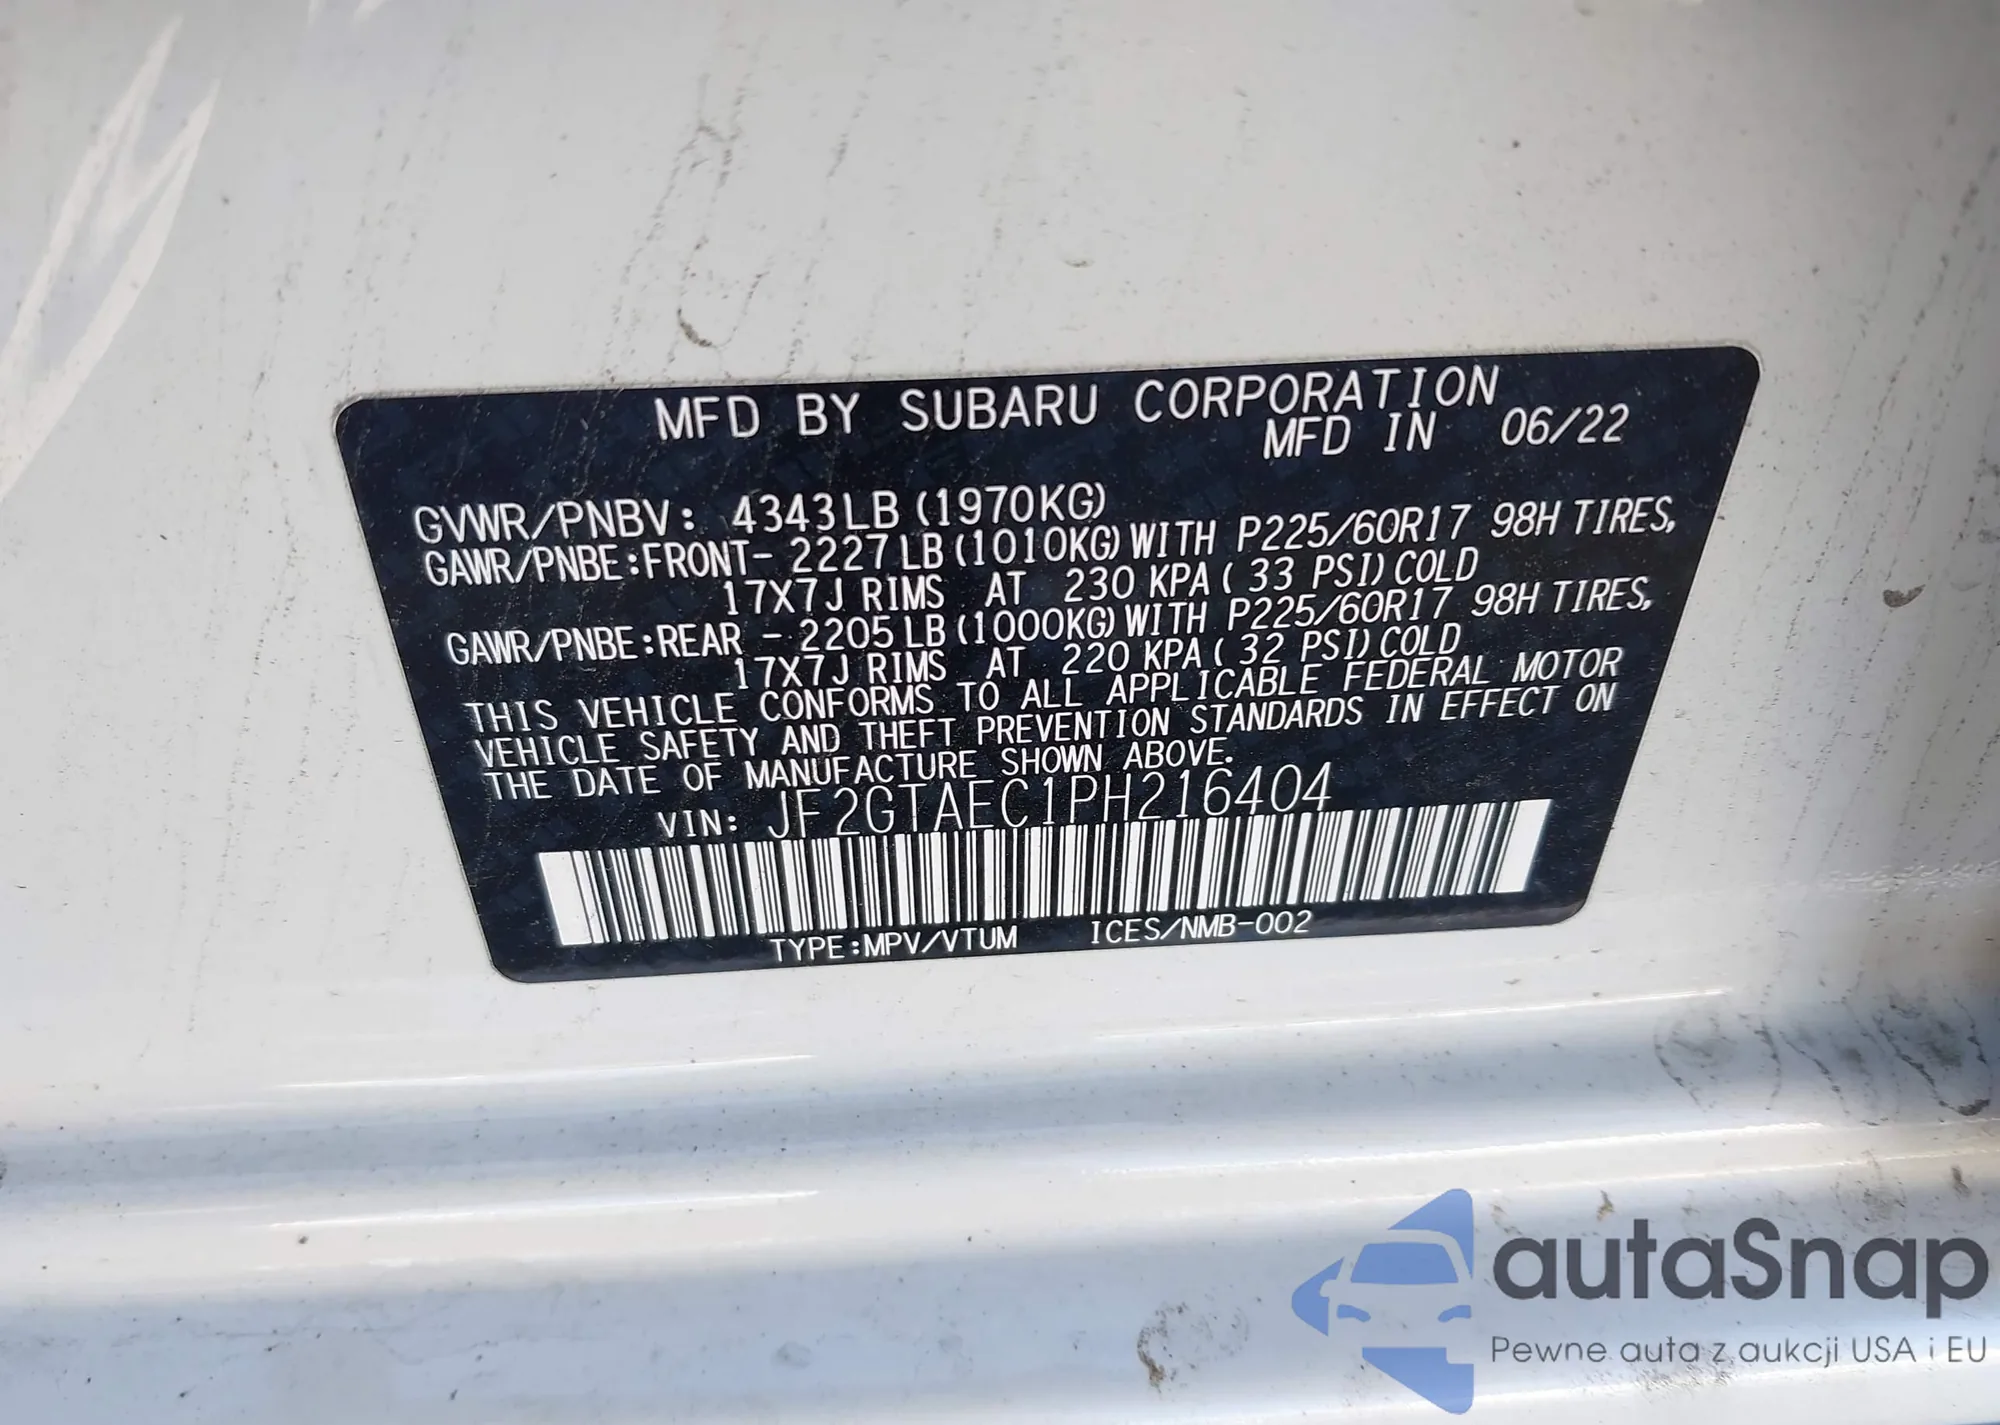 MFD BY SUBARU CORPORATION
MFD IN 06/22
GVWR/PNBV: 4343LB (1970KG)
GAWR/PNBE:FRONT- 2227LB (1010KG) WITH P225/60R17 98H TIRES,
17X7J RIMS AT 230 KPA ( 33 PSI) COLD
GAWR/PNBE:REAR - 2205LB (1000KG) WITH P225/60R17 98H TIRES,
17X7J RIMS AT 220 KPA ( 32 PSI) COLD
THIS VEHICLE CONFORMS TO ALL APPLICABLE FEDERAL MOTOR
VEHICLE SAFETY AND THEFT PREVENTION STANDARDS IN EFFECT ON
THE DATE OF MANUFACTURE SHOWN ABOVE.
VIN: JF2GTAEC1PH216404
TYPE:MPV/VTUM ICES/NMB-002
autaSnap
Pewne auta z aukcji USA i EU